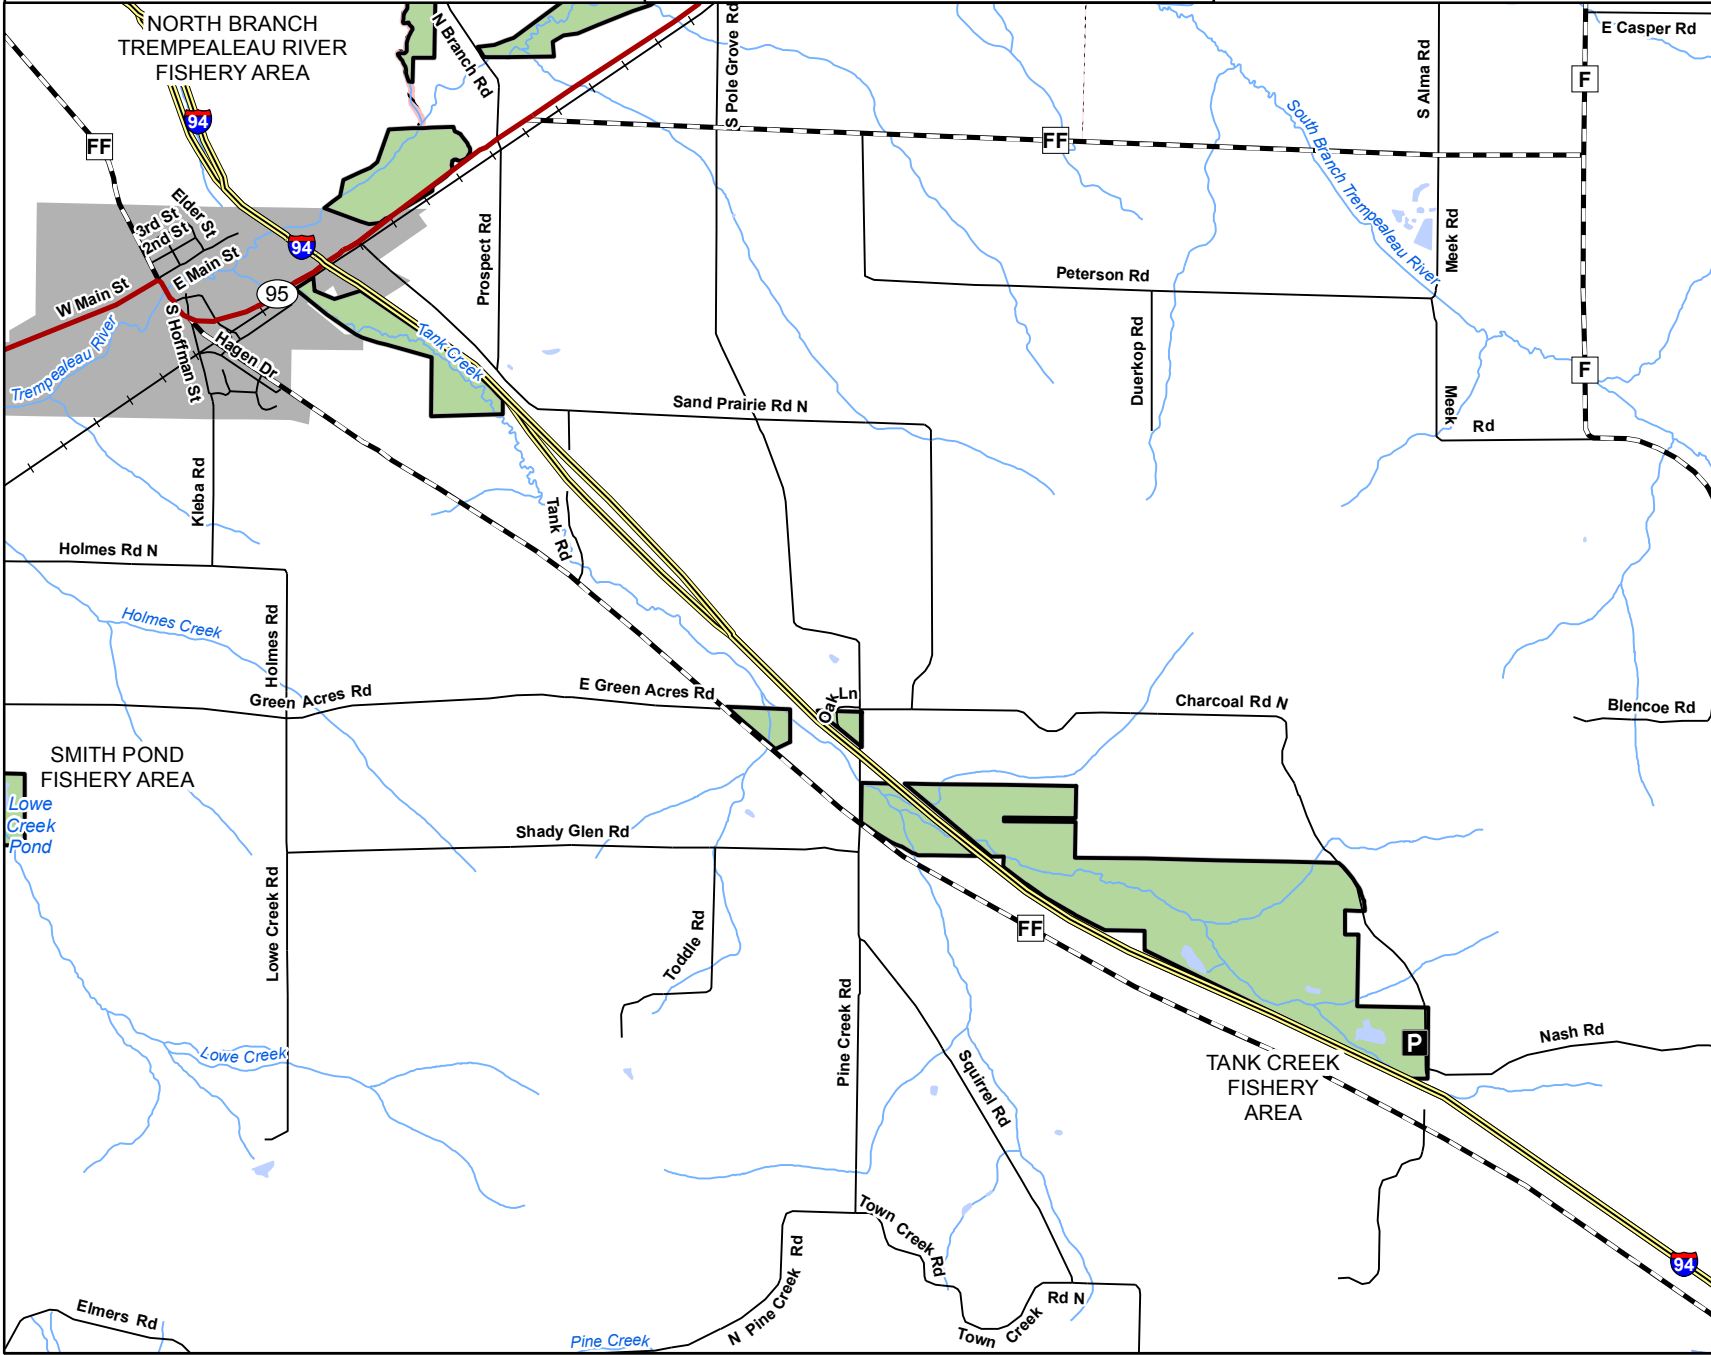 NORTH BRANCH
TREMPEALEAU RIVER
FISHERY AREA
N Branch Rd
S Pole Grove Rd
S Alma Rd
E Casper Rd
F
94
FF
FF
South Branch Trempealeau River
Elder St
3rd St
2nd St
E Main St
W Main St
94
95
S Hoffman St
Hagen Dr
Trempealeau River
Tank Creek
Prospect Rd
Peterson Rd
Meek Rd
Duerkop Rd
F
Meek Rd
Sand Prairie Rd N
Kleba Rd
Tank Rd
Holmes Rd N
Holmes Creek
Holmes Rd
Green Acres Rd
E Green Acres Rd
Oak Ln
Charcoal Rd N
Blencoe Rd
SMITH POND
FISHERY AREA
Lowe
Creek
Pond
Shady Glen Rd
Lowe Creek Rd
Toddle Rd
FF
Pine Creek Rd
Lowe Creek
Squirrel Rd
P
Nash Rd
TANK CREEK
FISHERY
AREA
Town Creek Rd
94
Rd N
Town Creek
N Pine Creek Rd
Pine Creek
Elmers Rd